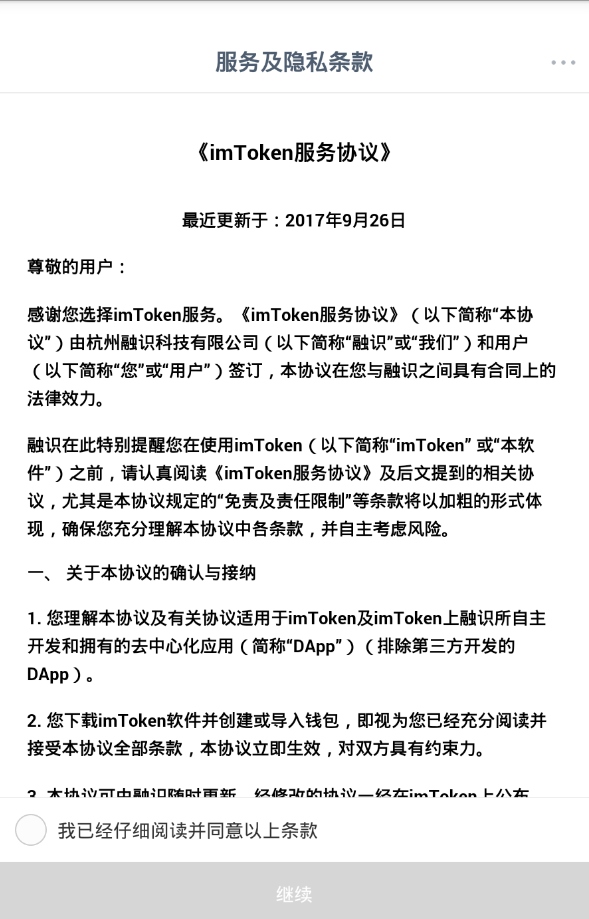 服务及隐私条款
《imToken服务协议》
最近更新于：2017年9月26日
尊敬的用户：
感谢您选择imToken服务。《imToken服务协议》（以下简称“本协
议”）由杭州融识科技有限公司（以下简称“融识”或“我们”）和用户
（以下简称“您”或“用户”）签订，本协议在您与融识之间具有合同上的
法律效力。
融识在此特别提醒您在使用imToken（以下简称“imToken” 或“本软
件”）之前，请认真阅读《imToken服务协议》及后文提到的相关协
议，尤其是本协议规定的“免责及责任限制”等条款将以加粗的形式体
现，确保您充分理解本协议中各条款，并自主考虑风险。
一、 关于本协议的确认与接纳
1. 您理解本协议及有关协议适用于imToken及imToken上融识所自主
开发和拥有的去中心化应用（简称“DApp”）（排除第三方开发的
DApp）。
2. 您下载imToken软件并创建或导入钱包，即视为您已经充分阅读并
接受本协议全部条款，本协议立即生效，对双方具有约束力。
3. 本协议可由融识随时更新，经修改的协议一经在imToken上公布，
我已经仔细阅读并同意以上条款
继续